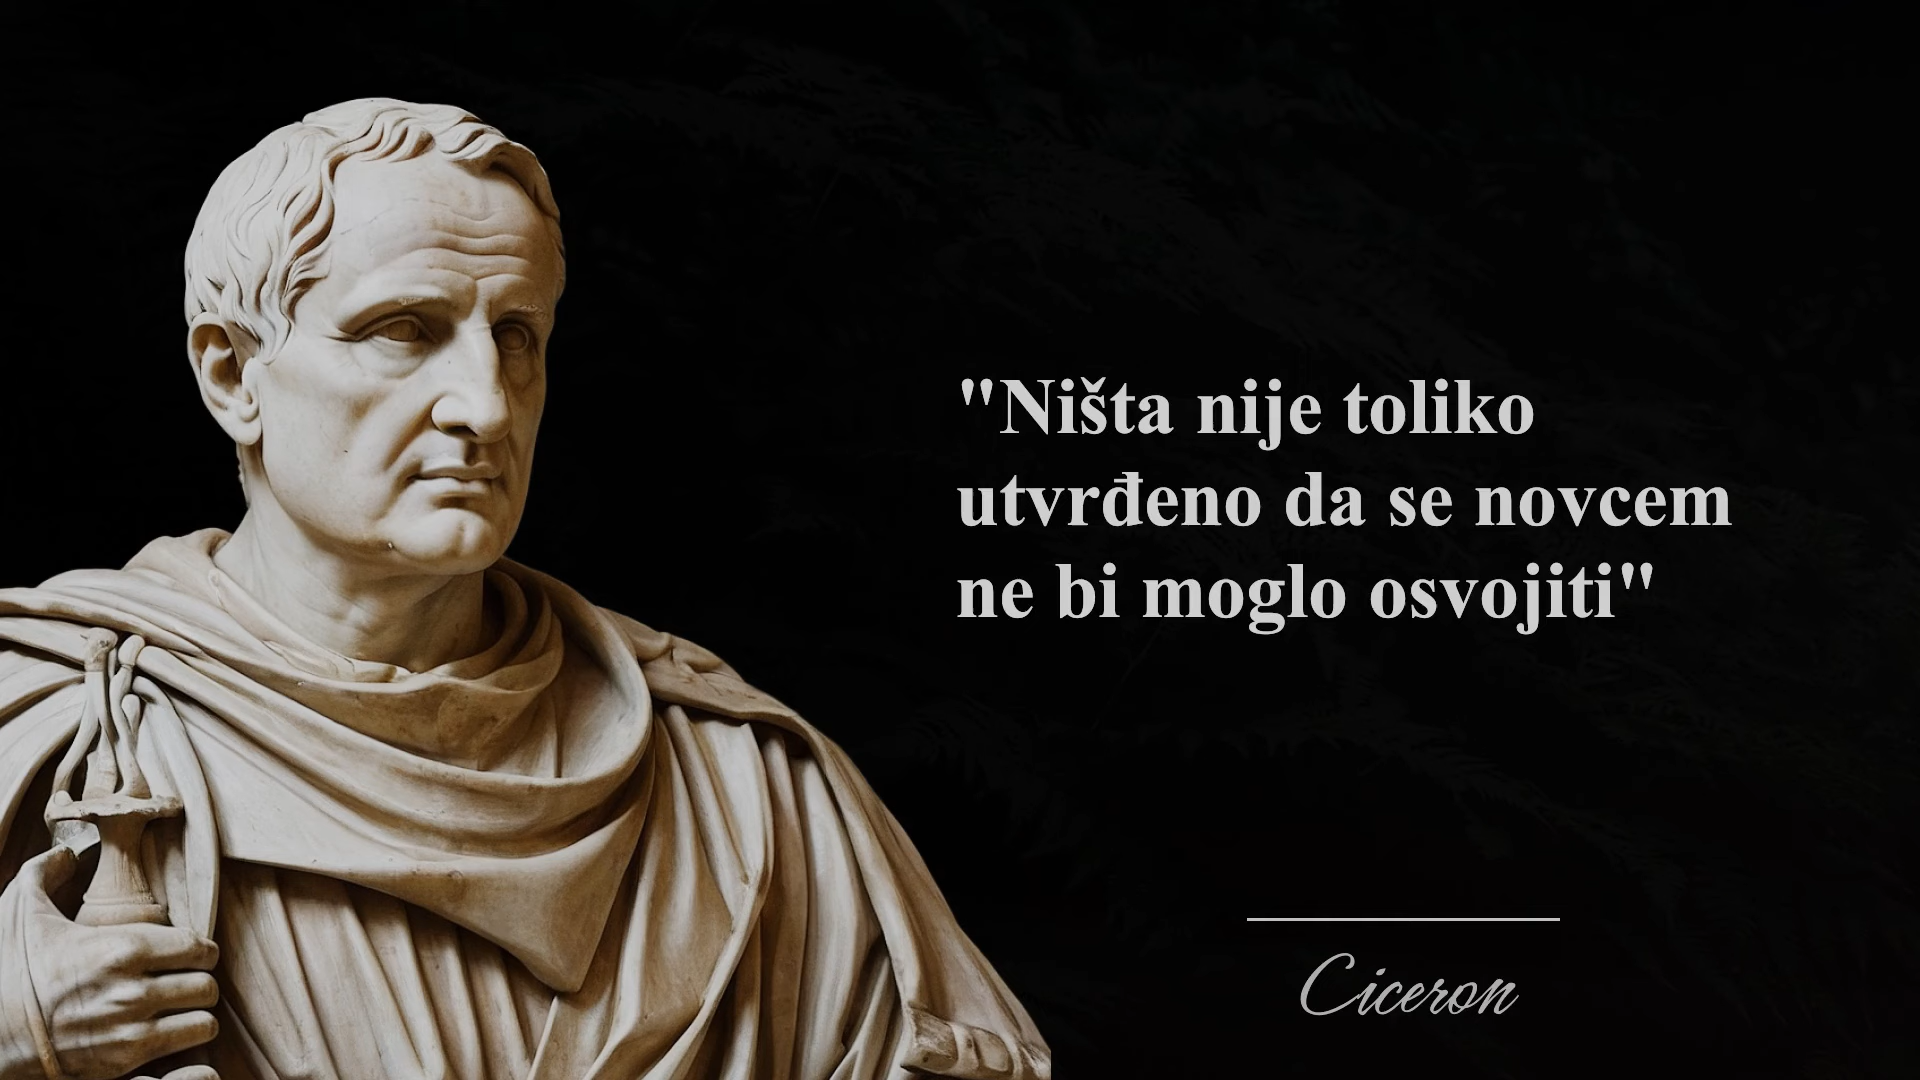 "Ništa nije toliko
utvrđeno da se novcem
ne bi moglo osvojiti"
Ciceron